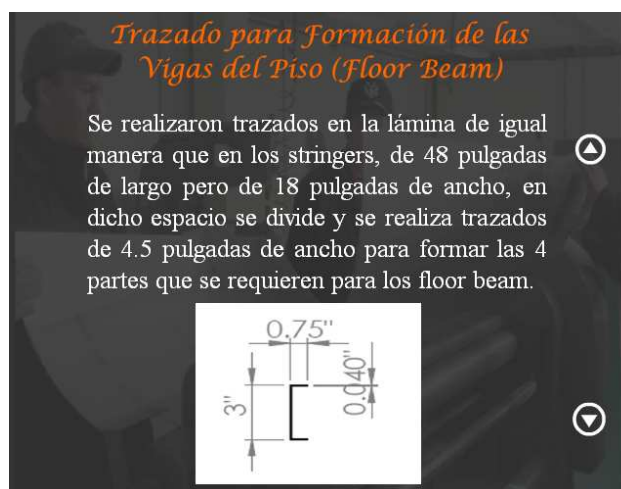 Trazado para Formación de las
Vigas del Piso (Floor Beam)
Se realizaron trazados en la lámina de igual
manera que en los stringers, de 48 pulgadas
de largo pero de 18 pulgadas de ancho, en
dicho espacio se divide y se realiza trazados
de 4.5 pulgadas de ancho para formar las 4
partes que se requieren para los floor beam.
0.75"
0.040"
3"